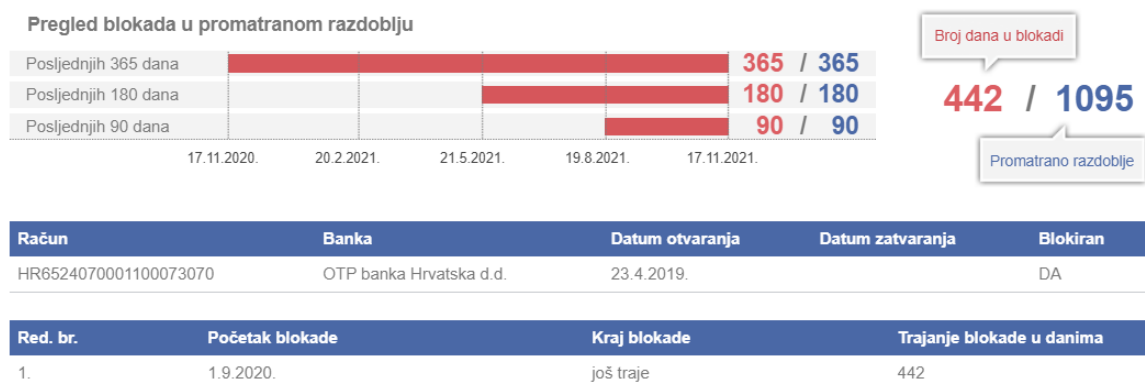 Pregled blokada u promatranom razdoblju
Posljednjih 365 dana 365 / 365
Posljednjih 180 dana 180 / 180
Posljednjih 90 dana 90 / 90
17.11.2020. 20.2.2021. 21.5.2021. 19.8.2021. 17.11.2021.
Broj dana u blokadi
442 / 1095
Promatrano razdoblje
Račun Banka Datum otvaranja Datum zatvaranja Blokiran
HR6524070001100073070 OTP banka Hrvatska d.d. 23.4.2019. DA
Red. br. Početak blokade Kraj blokade Trajanje blokade u danima
1. 1.9.2020. još traje 442